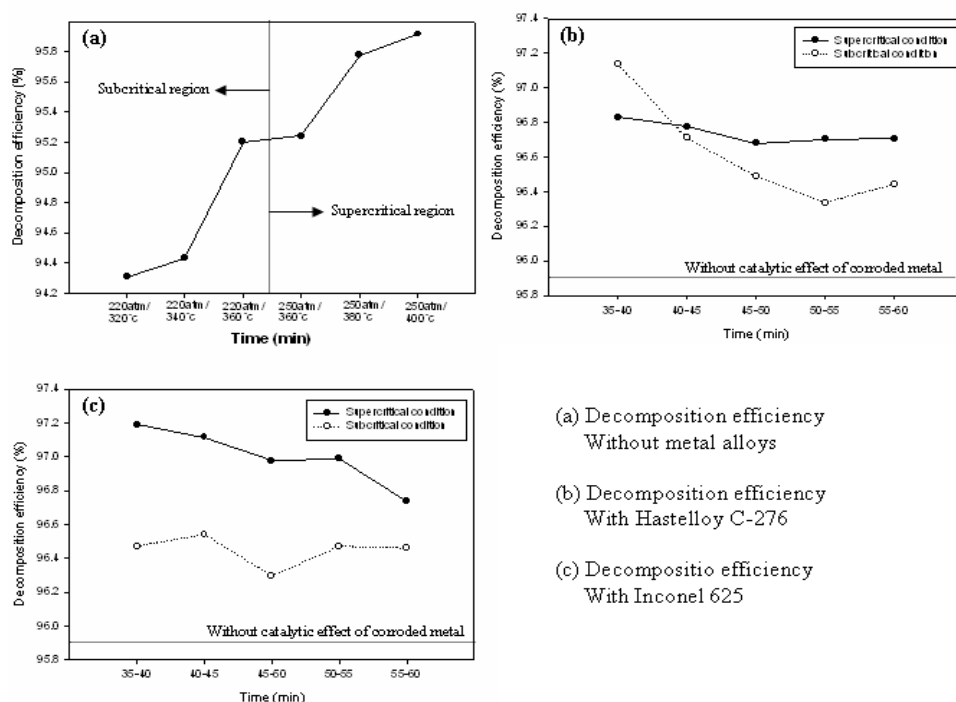 (a)
Decomposition efficiency (%)
95.8
95.6
95.4
95.2
95.0
94.8
94.6
94.4
94.2
Subcritical region
Supercritical region
220atm/ 320°c
220atm/ 340°c
220atm/ 360°c
250atm/ 360°c
250atm/ 380°c
250atm/ 400°c
Time (min)
(b)
Decomposition efficiency (%)
97.4
97.2
97.0
96.8
96.6
96.4
96.2
96.0
95.8
Supercritical condition
Subcritical condition
Without catalytic effect of corroded metal
35-40
40-45
45-50
50-55
55-60
Time (min)
(c)
Decomposition efficiency (%)
97.4
97.2
97.0
96.8
96.6
96.4
96.2
96.0
95.8
Supercritical condition
Subcritical condition
Without catalytic effect of corroded metal
35-40
40-45
45-50
50-55
55-60
Time (min)
(a) Decomposition efficiency
Without metal alloys
(b) Decomposition efficiency
With Hastelloy C-276
(c) Decompositio efficiency
With Inconel 625